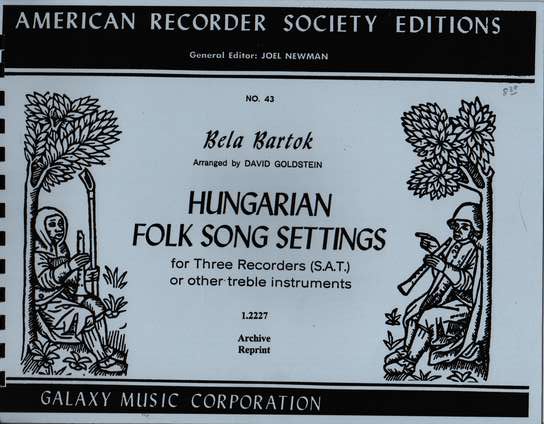 AMERICAN RECORDER SOCIETY EDITIONS
General Editor: JOEL NEWMAN
NO. 43
Bela Bartok
Arranged by DAVID GOLDSTEIN
HUNGARIAN
FOLK SONG SETTINGS
for Three Recorders (S.A.T.)
or other treble instruments
1.2227
Archive
Reprint
GALAXY MUSIC CORPORATION